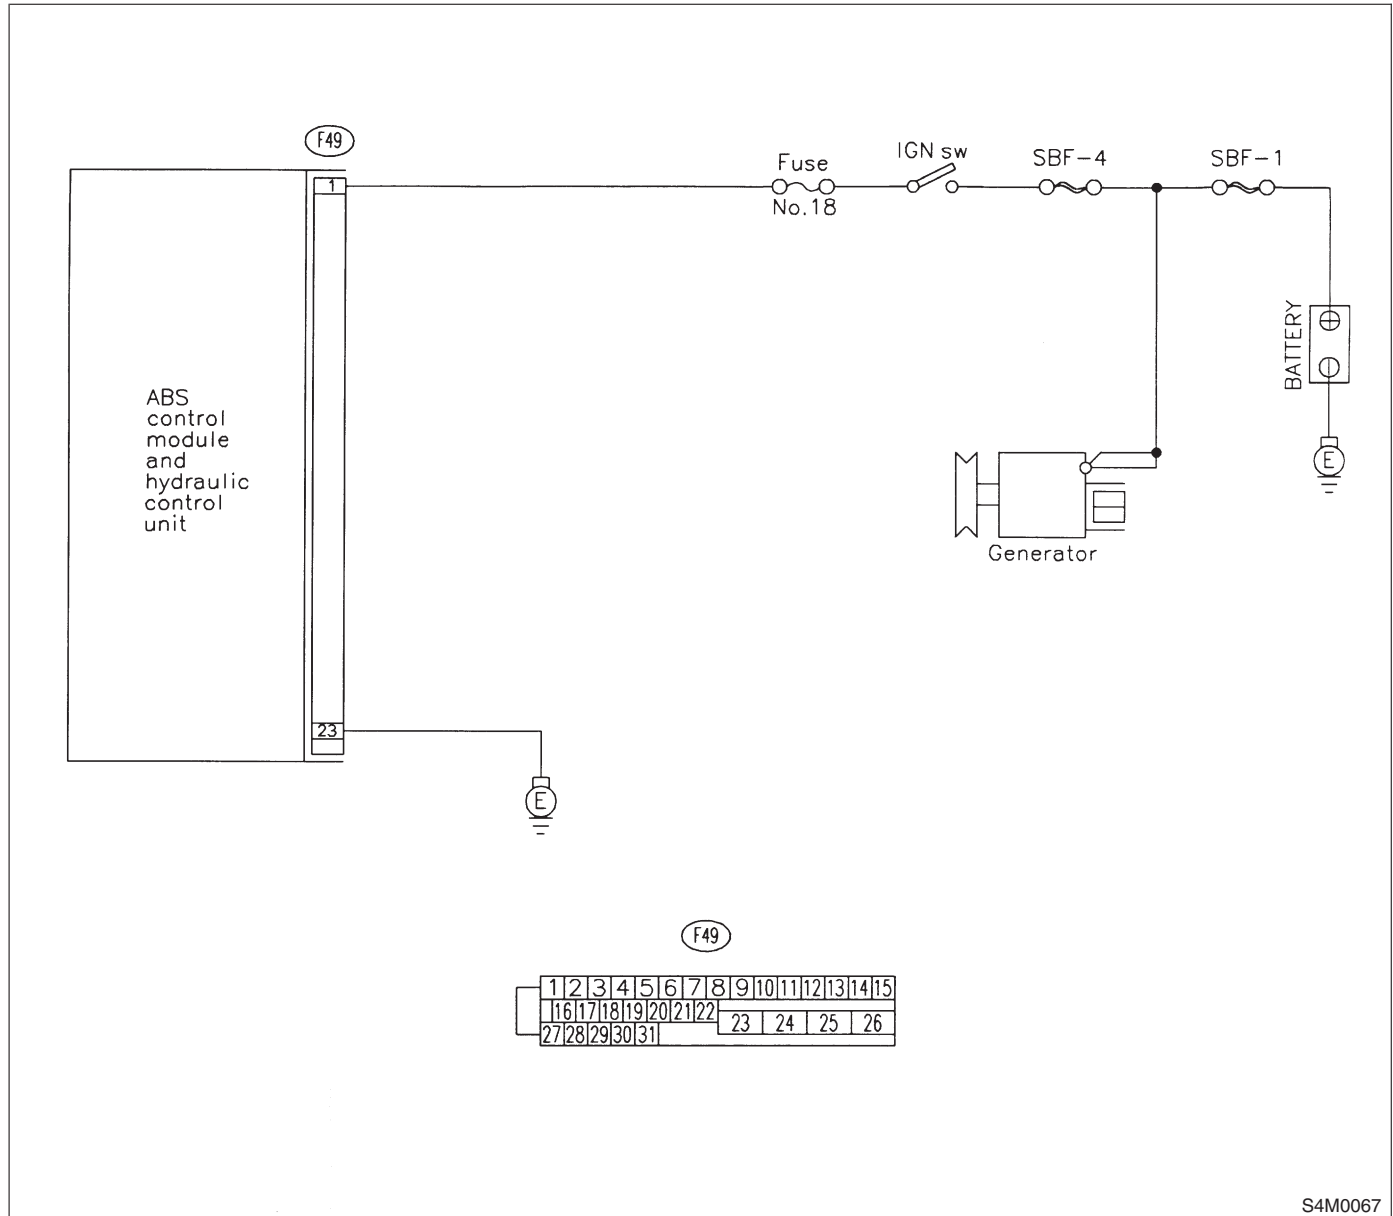 F49
1
Fuse
No.18
IGN sw
SBF-4
SBF-1
BATTERY
E
ABS
control
module
and
hydraulic
control
unit
Generator
23
E
F49
1 2 3 4 5 6 7 8 9 10 11 12 13 14 15
16 17 18 19 20 21 22
23 24 25 26
27 28 29 30 31
S4M0067